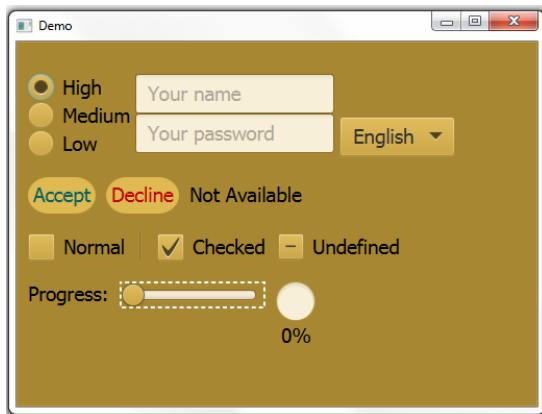 Demo
High
Medium
Low
Your name
Your password
English
Accept Decline Not Available
Normal Checked Undefined
Progress:
0%